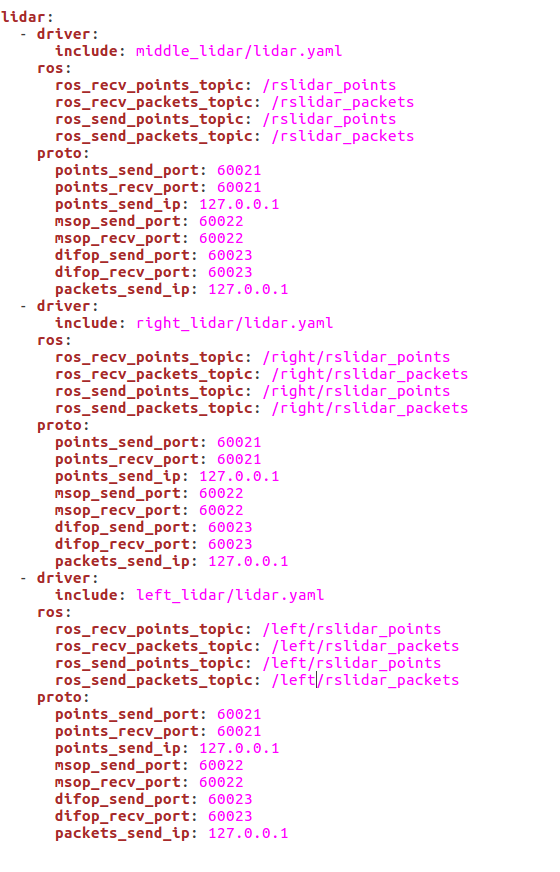 lidar:
  - driver:
      include: middle_lidar/lidar.yaml
    ros:
      ros_recv_points_topic: /rslidar_points
      ros_recv_packets_topic: /rslidar_packets
      ros_send_points_topic: /rslidar_points
      ros_send_packets_topic: /rslidar_packets
    proto:
      points_send_port: 60021
      points_recv_port: 60021
      points_send_ip: 127.0.0.1
      msop_send_port: 60022
      msop_recv_port: 60022
      difop_send_port: 60023
      difop_recv_port: 60023
      packets_send_ip: 127.0.0.1
  - driver:
      include: right_lidar/lidar.yaml
    ros:
      ros_recv_points_topic: /right/rslidar_points
      ros_recv_packets_topic: /right/rslidar_packets
      ros_send_points_topic: /right/rslidar_points
      ros_send_packets_topic: /right/rslidar_packets
    proto:
      points_send_port: 60021
      points_recv_port: 60021
      points_send_ip: 127.0.0.1
      msop_send_port: 60022
      msop_recv_port: 60022
      difop_send_port: 60023
      difop_recv_port: 60023
      packets_send_ip: 127.0.0.1
  - driver:
      include: left_lidar/lidar.yaml
    ros:
      ros_recv_points_topic: /left/rslidar_points
      ros_recv_packets_topic: /left/rslidar_packets
      ros_send_points_topic: /left/rslidar_points
      ros_send_packets_topic: /left/rslidar_packets
    proto:
      points_send_port: 60021
      points_recv_port: 60021
      points_send_ip: 127.0.0.1
      msop_send_port: 60022
      msop_recv_port: 60022
      difop_send_port: 60023
      difop_recv_port: 60023
      packets_send_ip: 127.0.0.1